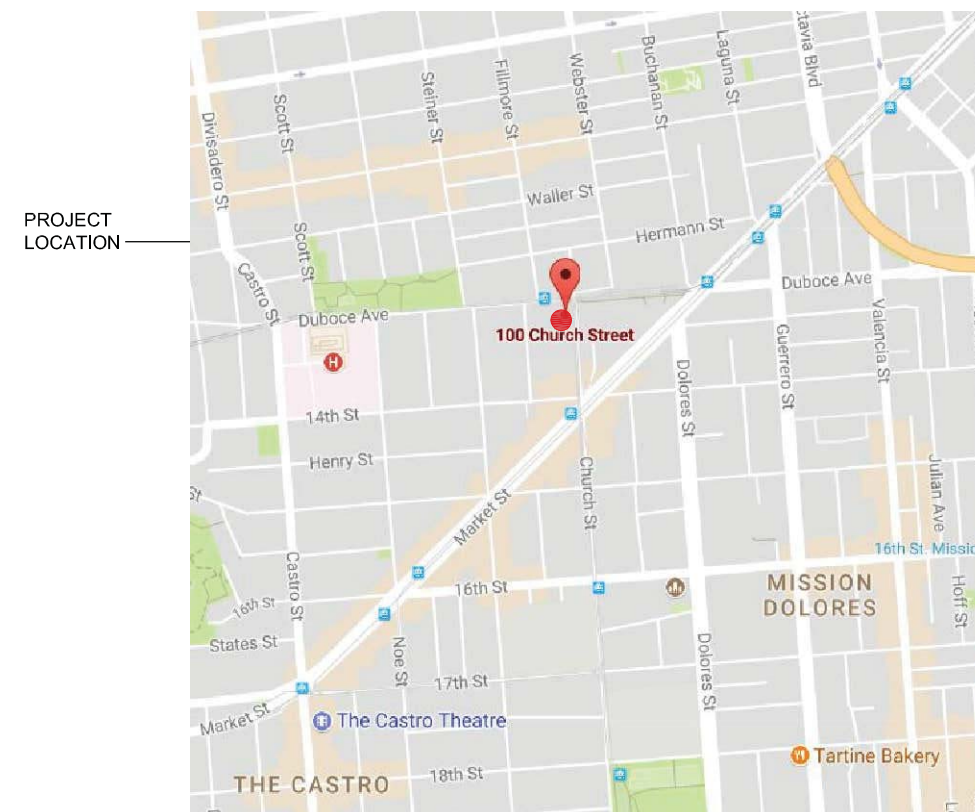 PROJECT
LOCATION
Divisadero St
Scott St
Steiner St
Fillmore St
Webster St
Buchanan St
Laguna St
ctavia Blvd
Waller St
Hermann St
Scott St
Castro St
Duboce Ave
Duboce Ave
100 Church Street
H
14th St
Henry St
Dolores St
Guerrero St
Valencia St
Julian Ave
Church St
Market St
St
16th St. Missio
16th St
MISSION
DOLORES
Hoff St
Castro St
16th St
States St
Noe St
Dolores St
17th St
Market St
The Castro Theatre
Tartine Bakery
THE CASTRO
18th St